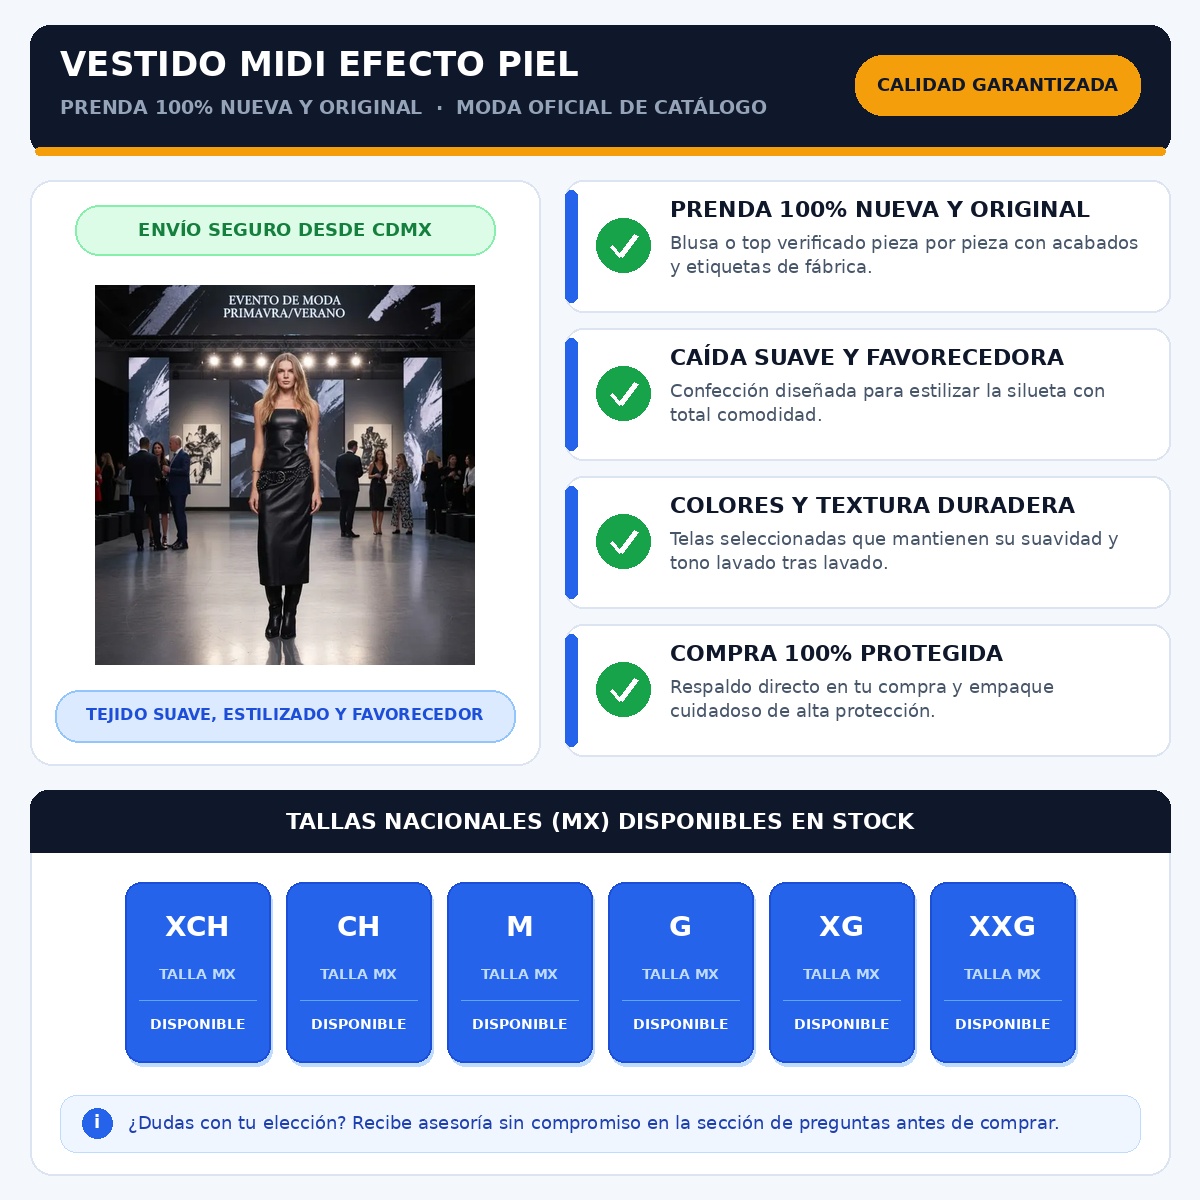 VESTIDO MIDI EFECTO PIEL
PRENDA 100% NUEVA Y ORIGINAL · MODA OFICIAL DE CATÁLOGO
CALIDAD GARANTIZADA
ENVÍO SEGURO DESDE CDMX
EVENTO DE MODA
PRIMAVRA/VERANO
TEJIDO SUAVE, ESTILIZADO Y FAVORECEDOR
PRENDA 100% NUEVA Y ORIGINAL
Blusa o top verificado pieza por pieza con acabados
y etiquetas de fábrica.
CAÍDA SUAVE Y FAVORECEDORA
Confección diseñada para estilizar la silueta con
total comodidad.
COLORES Y TEXTURA DURADERA
Telas seleccionadas que mantienen su suavidad y
tono lavado tras lavado.
COMPRA 100% PROTEGIDA
Respaldo directo en tu compra y empaque
cuidadoso de alta protección.
TALLAS NACIONALES (MX) DISPONIBLES EN STOCK
XCH
TALLA MX
DISPONIBLE
CH
TALLA MX
DISPONIBLE
M
TALLA MX
DISPONIBLE
G
TALLA MX
DISPONIBLE
XG
TALLA MX
DISPONIBLE
XXG
TALLA MX
DISPONIBLE
i
¿Dudas con tu elección? Recibe asesoría sin compromiso en la sección de preguntas antes de comprar.